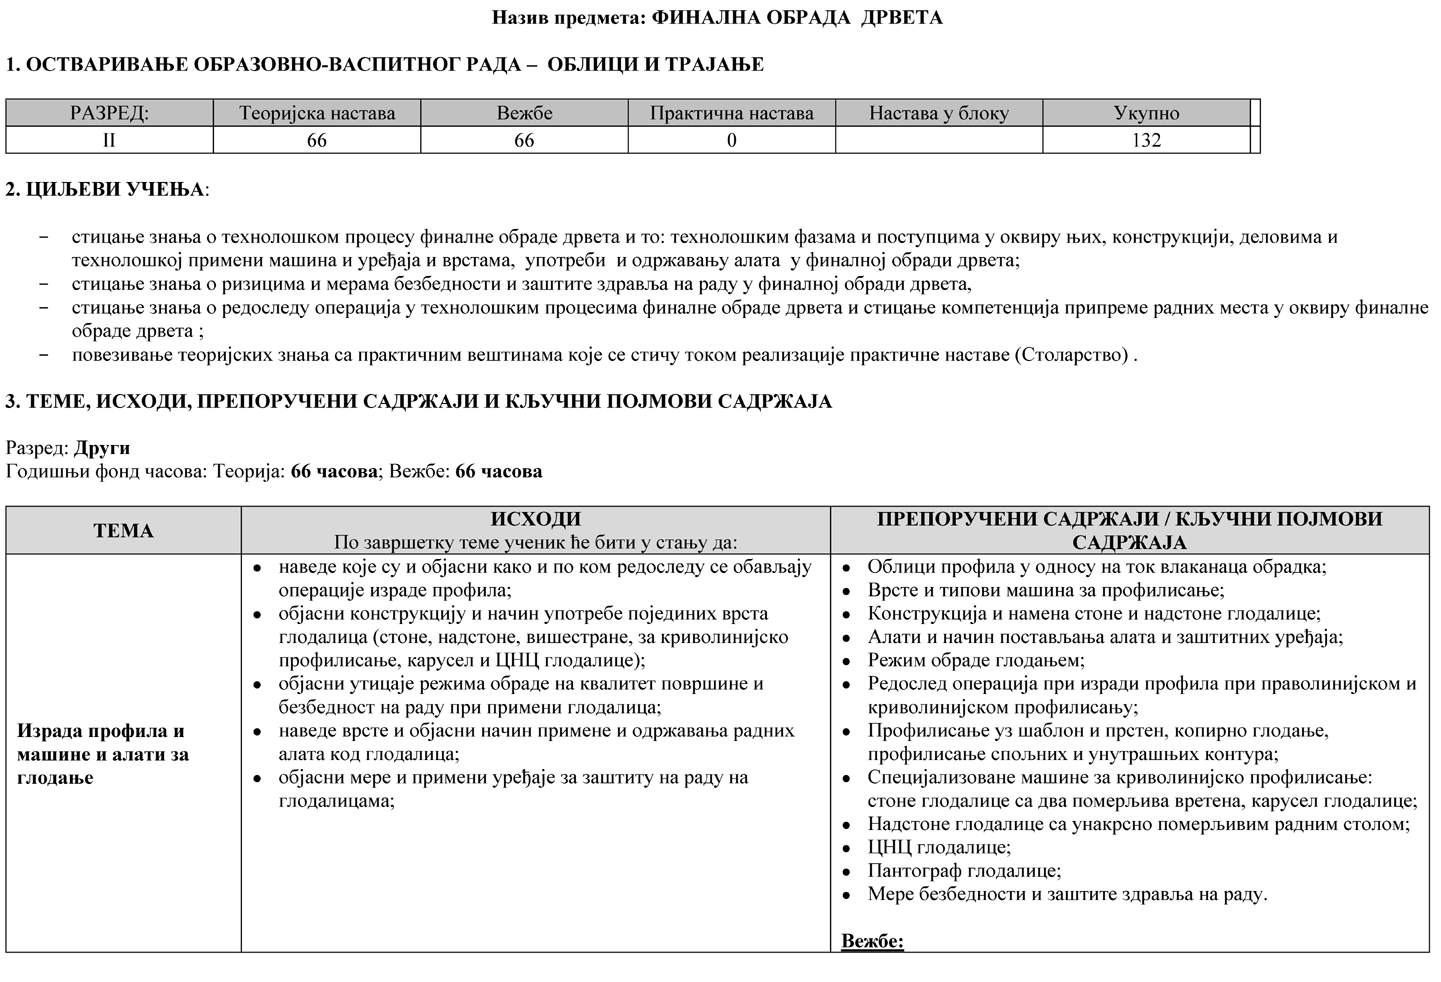 Назив предмета: ФИНАЛНА ОБРАДА ДРВЕТА
1. ОСТВАРИВАЊЕ ОБРАЗОВНО-ВАСПИТНОГ РАДА – ОБЛИЦИ И ТРАЈАЊЕ
РАЗРЕД: Теоријска настава Вежбе Практична настава Настава у блоку Укупно
II 66 66 0 132
2. ЦИЉЕВИ УЧЕЊА:
– стицање знања о технолошком процесу финалне обраде дрвета и то: технолошким фазама и поступцима у оквиру њих, конструкцији, деловима и
технолошкој примени машина и уређаја и врстама, употреби и одржавању алата у финалној обради дрвета;
– стицање знања о ризицима и мерама безбедности и заштите здравља на раду у финалној обради дрвета,
– стицање знања о редоследу операција у технолошким процесима финалне обраде дрвета и стицање компетенција припреме радних места у оквиру финалне
обраде дрвета ;
– повезивање теоријских знања са практичним вештинама које се стичу током реализације практичне наставе (Столарство) .
3. ТЕМЕ, ИСХОДИ, ПРЕПОРУЧЕНИ САДРЖАЈИ И КЉУЧНИ ПОЈМОВИ САДРЖАЈА
Разред: Други
Годишњи фонд часова: Теорија: 66 часова; Вежбе: 66 часова
ТЕМА
ИСХОДИ
По завршетку теме ученик ће бити у стању да:
ПРЕПОРУЧЕНИ САДРЖАЈИ / КЉУЧНИ ПОЈМОВИ
САДРЖАЈА
Израда профила и
машине и алати за
глодање
● наведе које су и објасни како и по ком редоследу се обављају
операције израде профила;
● објасни конструкцију и начин употребе појединих врста
глодалица (стоне, надстоне, вишестране, за криволинијско
профилисање, карусел и ЦНЦ глодалице);
● објасни утицаје режима обраде на квалитет површине и
безбедност на раду при примени глодалица;
● наведе врсте и објасни начин примене и одржавања радних
алата код глодалица;
● објасни мере и примени уређаје за заштиту на раду на
глодалицама;
● Облици профила у односу на ток влаканаца обрадка;
● Врсте и типови машина за профилисање;
● Конструкција и намена стоне и надстоне глодалице;
● Алати и начин постављања алата и заштитних уређаја;
● Режим обраде глодањем;
● Редослед операција при изради профила при праволинијском и
криволинијском профилисању;
● Профилисање уз шаблон и прстен, копирно глодање,
профилисање спољних и унутрашњих контура;
● Специјализоване машине за криволинијско профилисање:
стоне глодалице са два померљива вретена, карусел глодалице;
● Надстоне глодалице са унакрсно померљивим радним столом;
● ЦНЦ глодалице;
● Пантограф глодалице;
● Мере безбедности и заштите здравља на раду.
Вежбе: